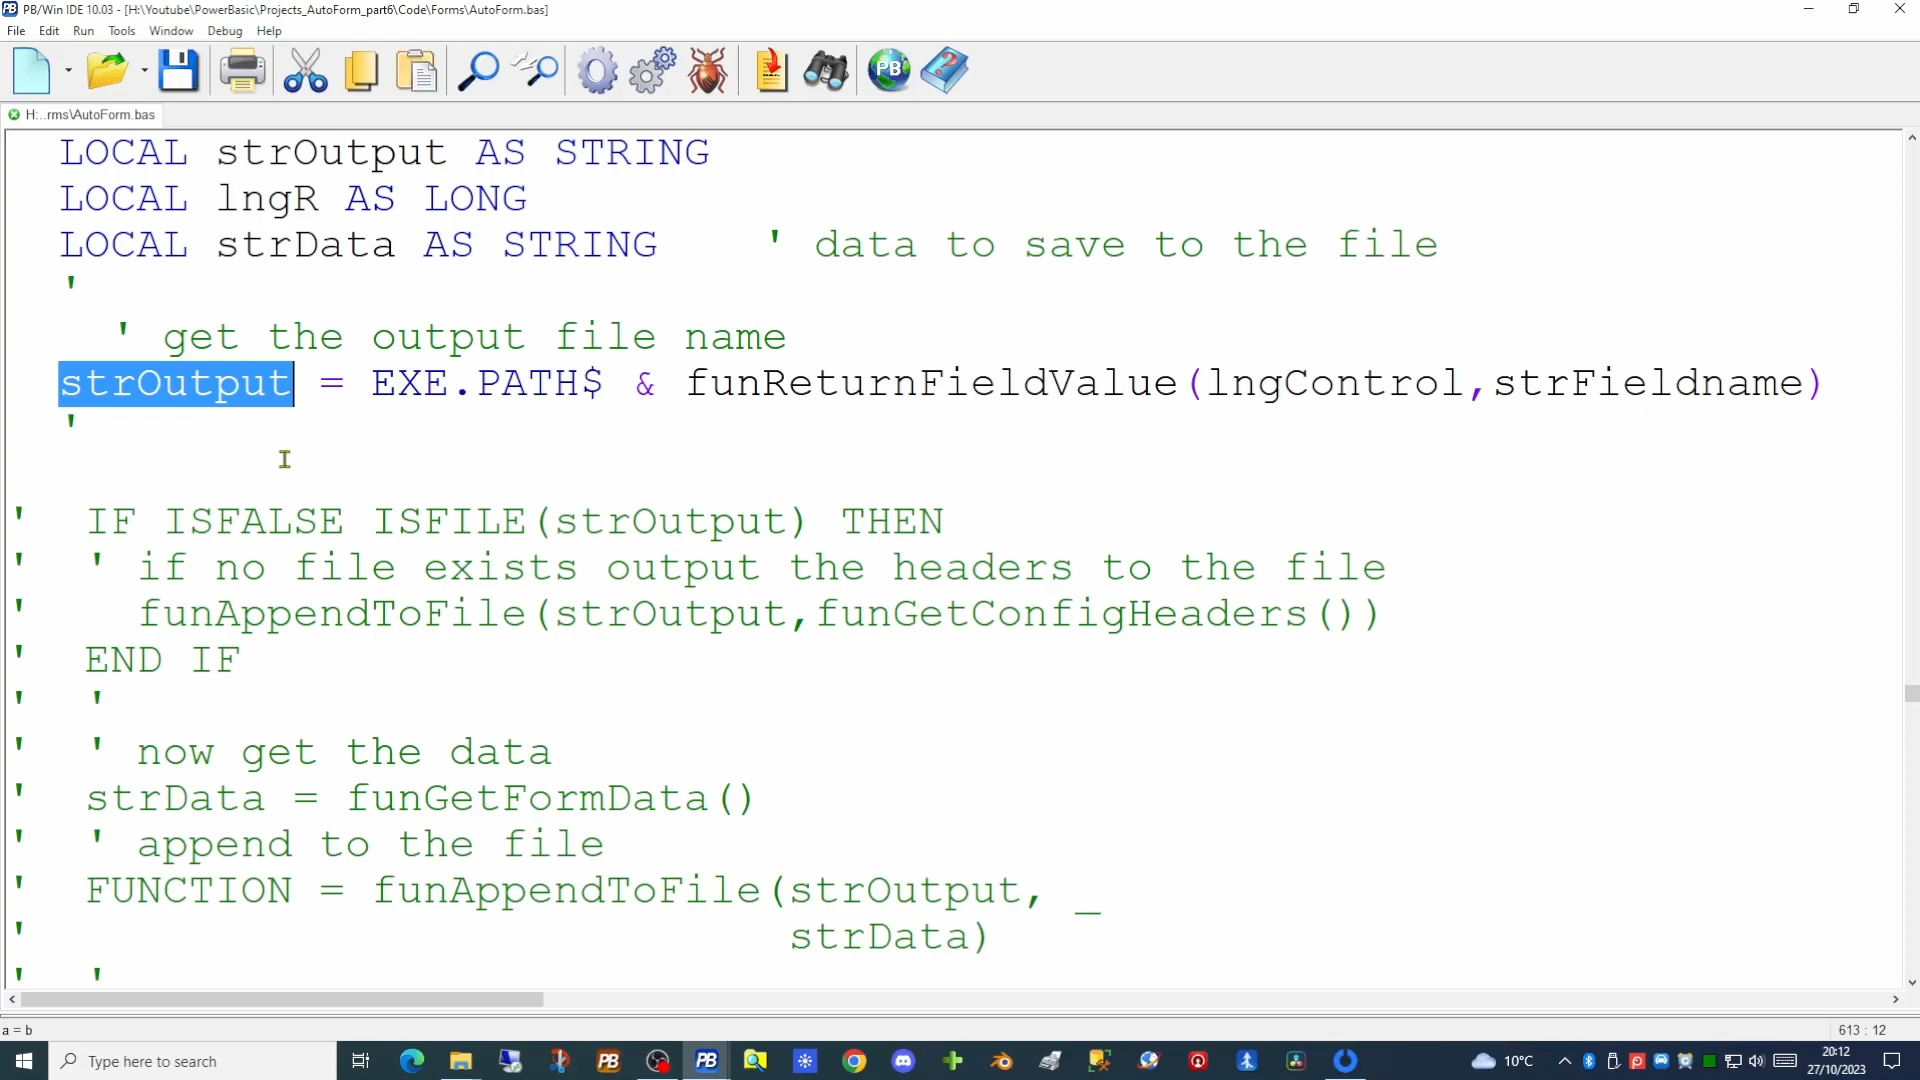 PB/Win IDE 10.03 - [H:\Youtube\PowerBasic\Projects_AutoForm_part6\Code\Forms\AutoForm.bas]
File Edit Run Tools Window Debug Help
PB
H:..rms\AutoForm.bas
LOCAL strOutput AS STRING
LOCAL lngR AS LONG
LOCAL strData AS STRING    ' data to save to the file
'
' get the output file name
strOutput = EXE.PATH$ & funReturnFieldValue(lngControl,strFieldname)
'
'   IF ISFALSE ISFILE(strOutput) THEN
'   ' if no file exists output the headers to the file
'     funAppendToFile(strOutput,funGetConfigHeaders())
'   END IF
'   '
'   ' now get the data
'   strData = funGetFormData()
'   ' append to the file
'   FUNCTION = funAppendToFile(strOutput, _
'                              strData)
'   '
a = b
613 : 12
Type here to search
PB
PB
10°C
20:12
27/10/2023